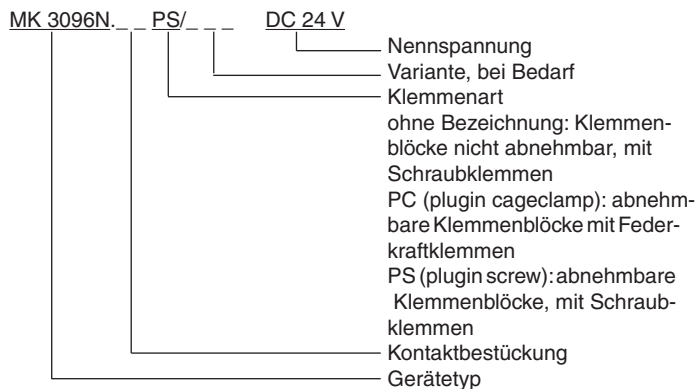 MK 3096N._ _ PS/_ _ _ DC 24 V
Nennspannung
Variante, bei Bedarf
Klemmenart
ohne Bezeichnung: Klemmen-
blöcke nicht abnehmbar, mit
Schraubklemmen
PC (plugin cageclamp): abnehm-
bare Klemmenblöcke mit Feder-
kraftklemmen
PS (plugin screw): abnehmbare
Klemmenblöcke, mit Schraub-
klemmen
Kontaktbestückung
Gerätetyp